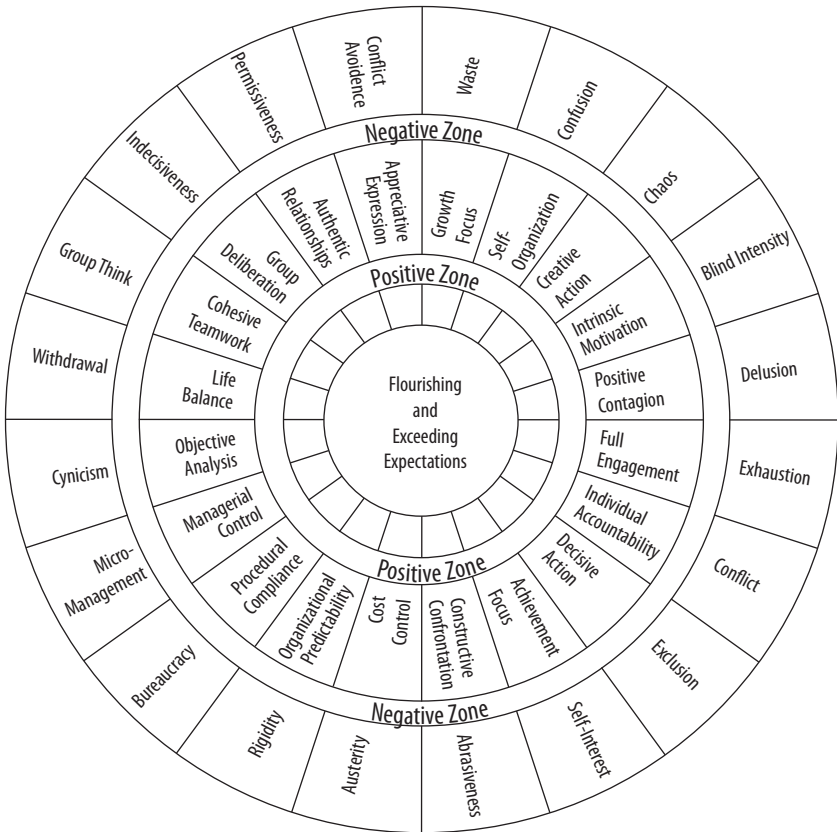 Waste
Confusion
Chaos
Blind Intensity
Delusion
Exhaustion
Conflict
Exclusion
Self-Interest
Abrasiveness
Austerity
Rigidity
Bureaucracy
Micro-
Management
Cynicism
Withdrawal
Group Think
Indecisiveness
Permissiveness
Conflict
Avoidence
Negative Zone
Growth
Focus
Self-
Organization
Creative
Action
Intrinsic
Motivation
Positive
Contagion
Full
Engagement
Individual
Accountability
Decisive
Action
Achievement
Focus
Constructive
Confrontation
Cost
Control
Organizational
Predictability
Procedural
Compliance
Managerial
Control
Objective
Analysis
Life
Balance
Cohesive
Teamwork
Group
Deliberation
Authentic
Relationships
Appreciative
Expression
Positive Zone
Flourishing
and
Exceeding
Expectations
Positive Zone
Negative Zone